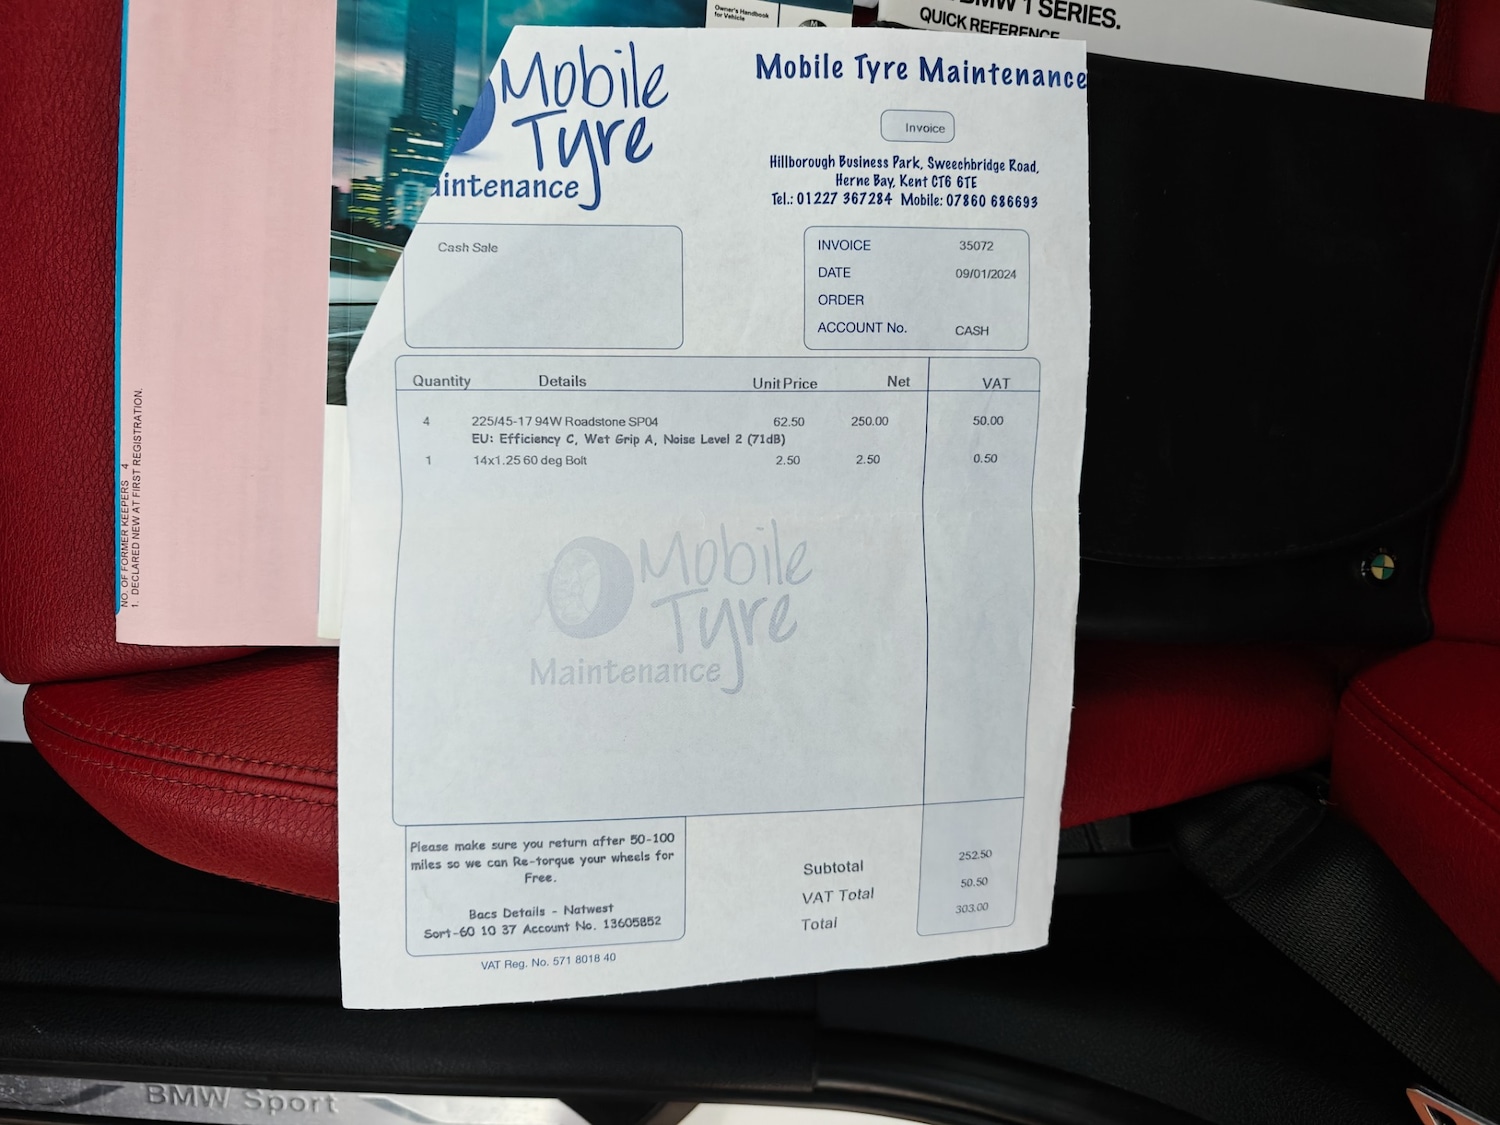 Owner's Handbook
for Vehicle
BMW 1 SERIES.
QUICK REFERENCE
Mobile
Tyre
aintenance
Mobile Tyre Maintenance
Invoice
Hillborough Business Park, Sweechbridge Road,
Herne Bay, Kent CT6 6TE
Tel.: 01227 367284 Mobile: 07860 686693
Cash Sale
INVOICE 35072
DATE 09/01/2024
ORDER
ACCOUNT No. CASH
Quantity Details Unit Price Net VAT
4 225/45-17 94W Roadstone SP04 62.50 250.00 50.00
EU: Efficiency C, Wet Grip A, Noise Level 2 (71dB)
1 14x1.25 60 deg Bolt 2.50 2.50 0.50
Mobile
Tyre
Maintenance
Please make sure you return after 50-100
miles so we can Re-torque your wheels for
Free.
Bacs Details - Natwest
Sort-60 10 37 Account No. 13605852
VAT Reg. No. 571 8018 40
Subtotal 252.50
VAT Total 50.50
Total 303.00
NO. OF FORMER KEEPERS 4
1. DECLARED NEW AT FIRST REGISTRATION.
BMW Sport